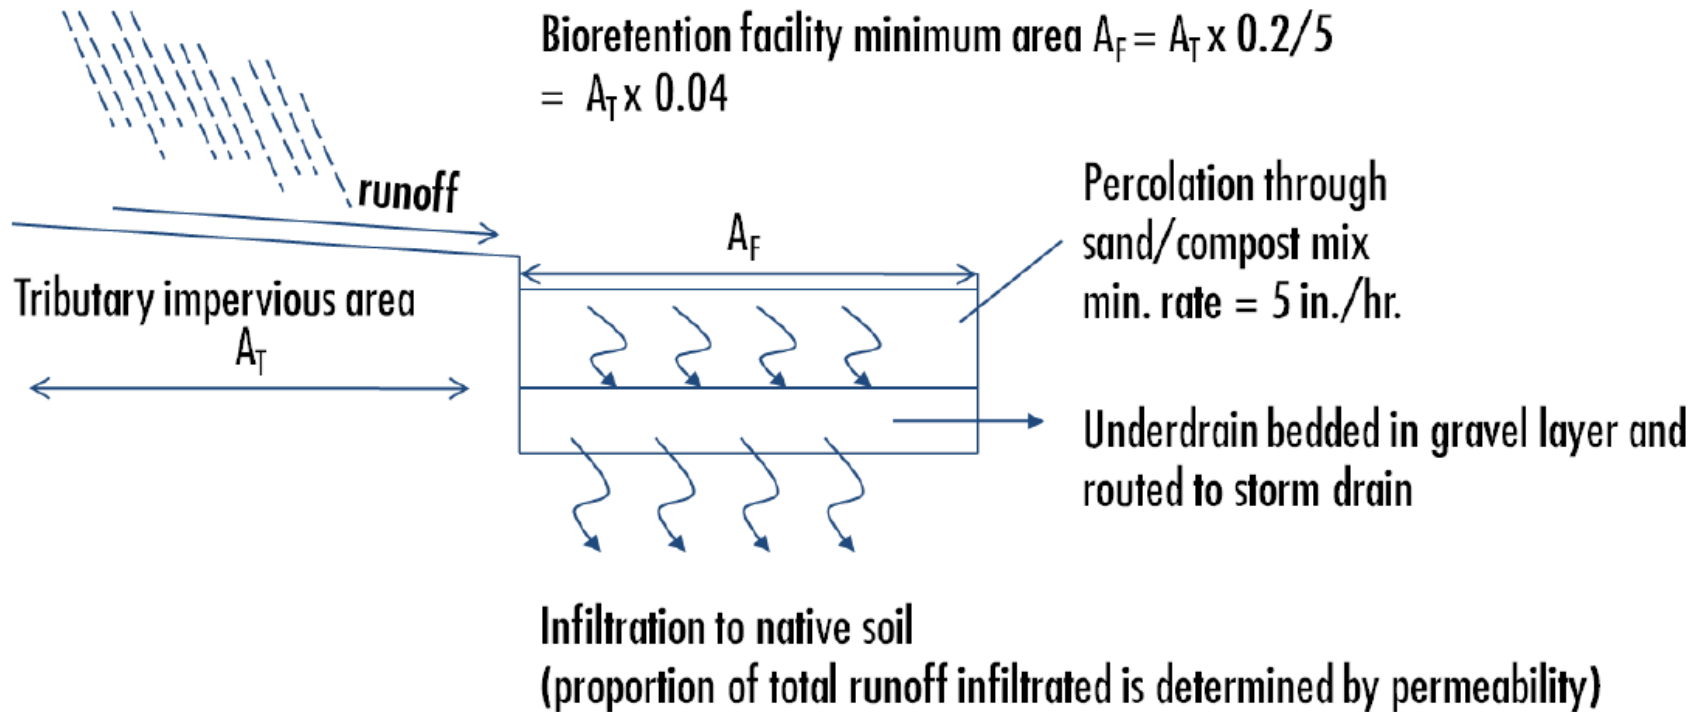 Bioretention facility minimum area A_F = A_T x 0.2/5
= A_T x 0.04
runoff
Tributary impervious area
A_T
A_F
Percolation through
sand/compost mix
min. rate = 5 in./hr.
Underdrain bedded in gravel layer and
routed to storm drain
Infiltration to native soil
(proportion of total runoff infiltrated is determined by permeability)